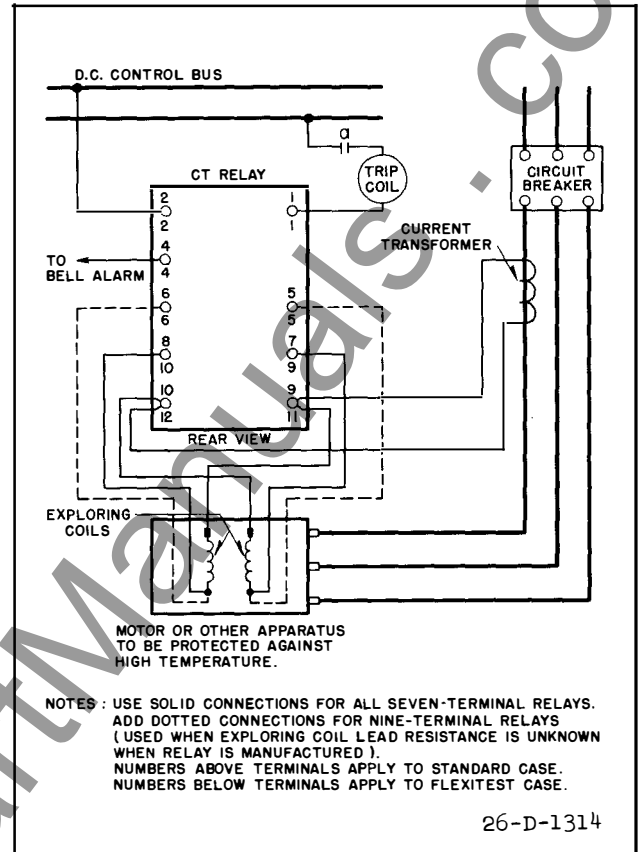 D.C. CONTROL BUS
a
TRIP
COIL
CT RELAY
CIRCUIT
BREAKER
CURRENT
TRANSFORMER
2
2
1
1
4
4
TO
BELL ALARM
6
6
5
5
8
10
7
9
10
12
9
11
REAR VIEW
EXPLORING
COILS
MOTOR OR OTHER APPARATUS
TO BE PROTECTED AGAINST
HIGH TEMPERATURE.
NOTES : USE SOLID CONNECTIONS FOR ALL SEVEN-TERMINAL RELAYS.
ADD DOTTED CONNECTIONS FOR NINE-TERMINAL RELAYS
( USED WHEN EXPLORING COIL LEAD RESISTANCE IS UNKNOWN
WHEN RELAY IS MANUFACTURED ).
NUMBERS ABOVE TERMINALS APPLY TO STANDARD CASE.
NUMBERS BELOW TERMINALS APPLY TO FLEXITEST CASE.
26-D-1314
artManuals.co